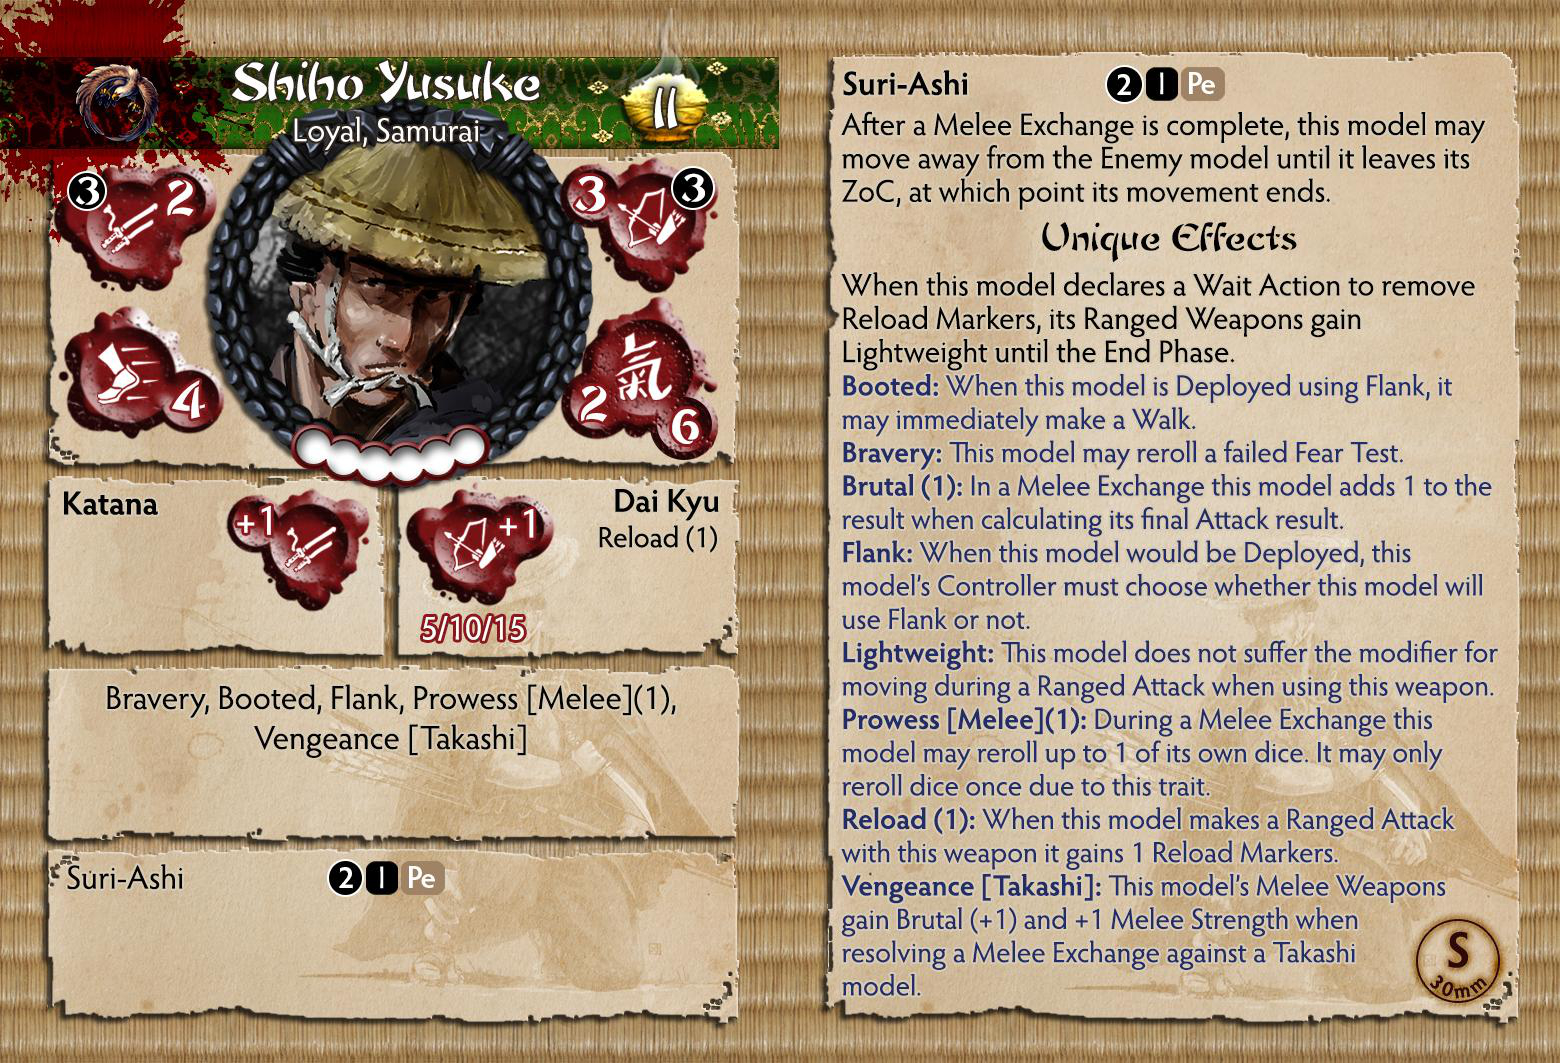 Shiho Yusuke
11
Loyal, Samurai
3 2
3 3
4
氣
2 6
Katana
+1
Dai Kyu
Reload (1)
+1
5/10/15
Bravery, Booted, Flank, Prowess [Melee](1),
Vengeance [Takashi]
Suri-Ashi 2 1 Pe
Suri-Ashi 2 1 Pe
After a Melee Exchange is complete, this model may
move away from the Enemy model until it leaves its
ZoC, at which point its movement ends.
Unique Effects
When this model declares a Wait Action to remove
Reload Markers, its Ranged Weapons gain
Lightweight until the End Phase.
Booted: When this model is Deployed using Flank, it
may immediately make a Walk.
Bravery: This model may reroll a failed Fear Test.
Brutal (1): In a Melee Exchange this model adds 1 to the
result when calculating its final Attack result.
Flank: When this model would be Deployed, this
model's Controller must choose whether this model will
use Flank or not.
Lightweight: This model does not suffer the modifier for
moving during a Ranged Attack when using this weapon.
Prowess [Melee](1): During a Melee Exchange this
model may reroll up to 1 of its own dice. It may only
reroll dice once due to this trait.
Reload (1): When this model makes a Ranged Attack
with this weapon it gains 1 Reload Markers.
Vengeance [Takashi]: This model's Melee Weapons
gain Brutal (+1) and +1 Melee Strength when
resolving a Melee Exchange against a Takashi
model.
S
30mm